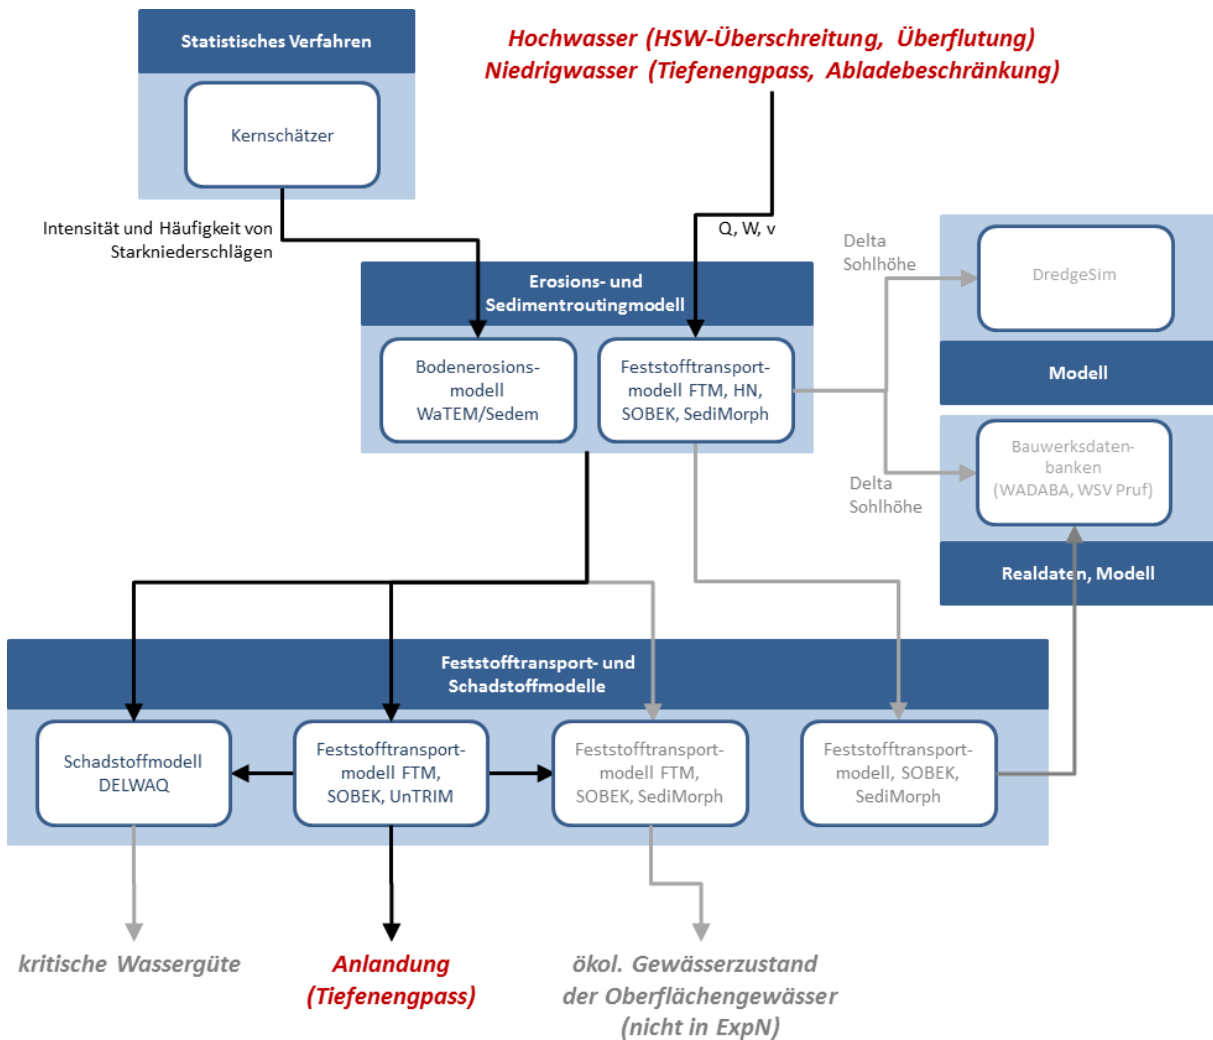 Statistisches Verfahren
Kernschätzer
Hochwasser (HSW-Überschreitung, Überflutung)
Niedrigwasser (Tiefenengpass, Abladebeschränkung)
Intensität und Häufigkeit von
Starkniederschlägen
Q, W, v
Erosions- und
Sedimentroutingmodell
Bodenerosions-
modell
WaTEM/Sedem
Feststofftransport-
modell FTM, HN,
SOBEK, SediMorph
Delta
Sohlhöhe
DredgeSim
Modell
Delta
Sohlhöhe
Bauwerksdaten-
banken
(WADABA, WSV Pruf)
Realdaten, Modell
Feststofftransport- und
Schadstoffmodelle
Schadstoffmodell
DELWAQ
Feststofftransport-
modell FTM,
SOBEK, UnTRIM
Feststofftransport-
modell FTM,
SOBEK, SediMorph
Feststofftransport-
modell, SOBEK,
SediMorph
kritische Wassergüte
Anlandung
(Tiefenengpass)
ökol. Gewässerzustand
der Oberflächengewässer
(nicht in ExpN)